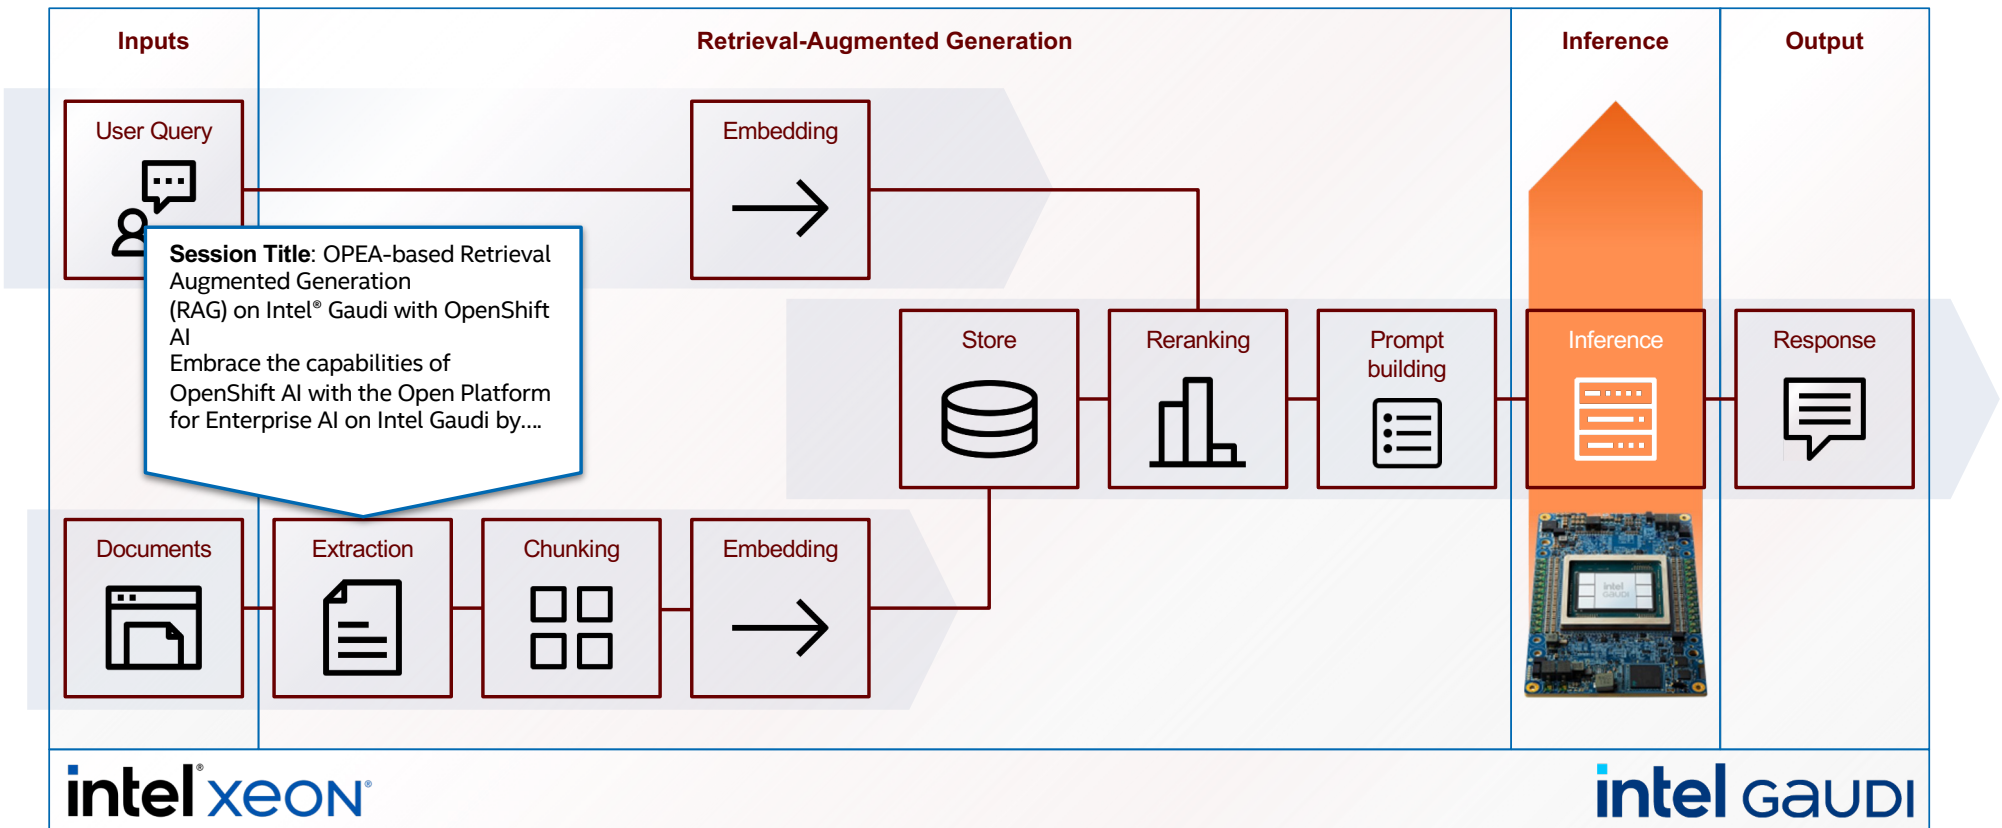 Inputs
Retrieval-Augmented Generation
Inference
Output
User Query
Embedding
Session Title: OPEA-based Retrieval
Augmented Generation
(RAG) on Intel® Gaudi with OpenShift
AI
Embrace the capabilities of
OpenShift AI with the Open Platform
for Enterprise AI on Intel Gaudi by....
Store
Reranking
Prompt
building
Inference
Response
Documents
Extraction
Chunking
Embedding
intel
GAUDI
intel® xeon®
intel GAUDI